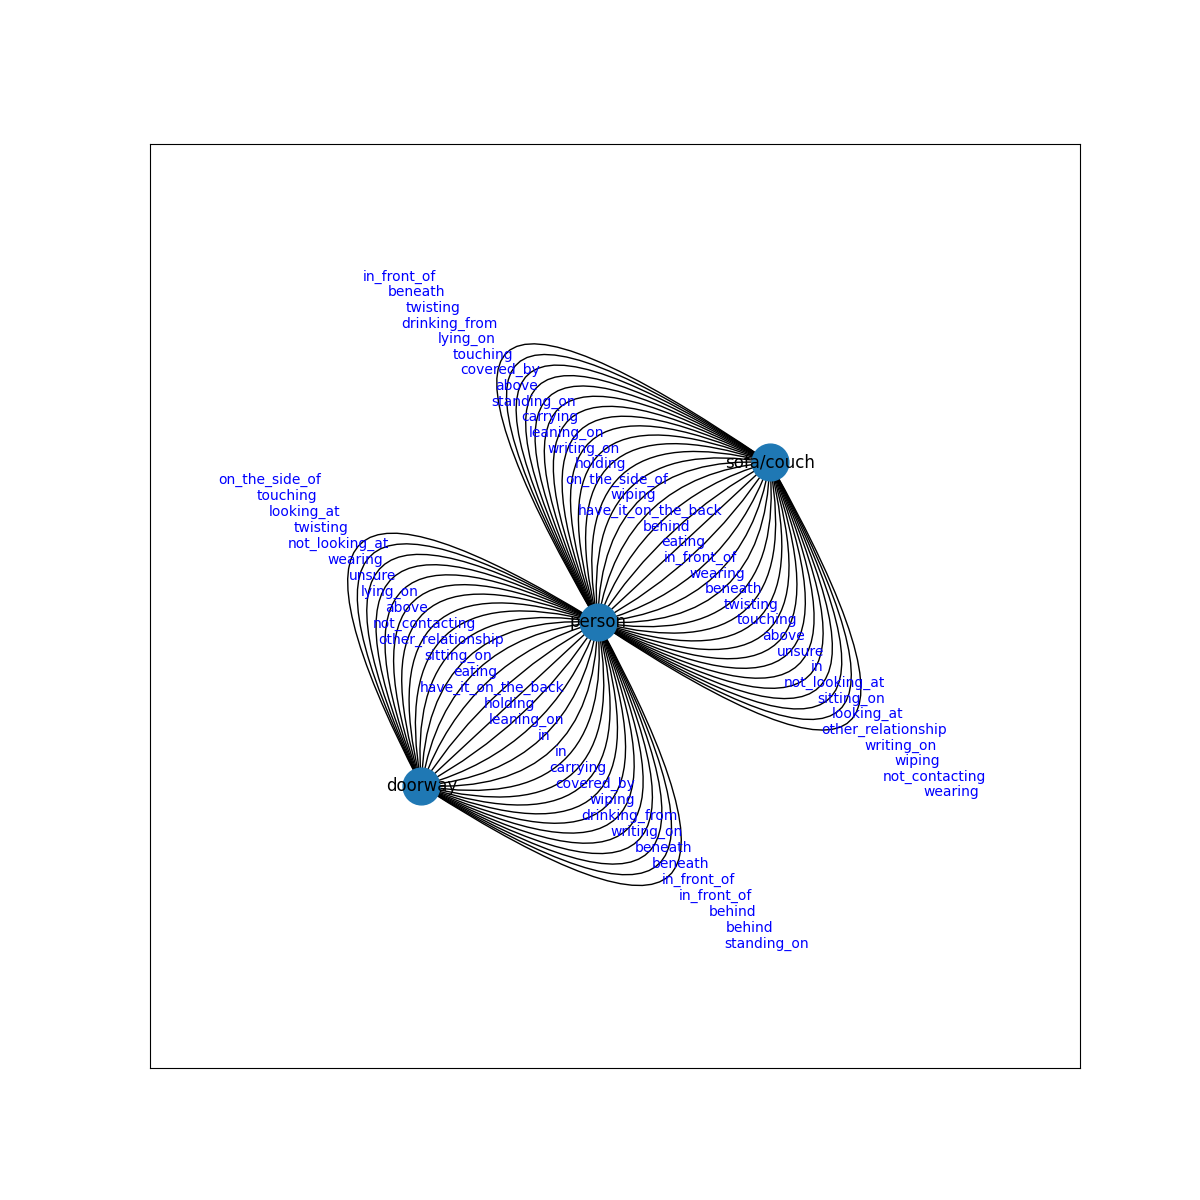 in_front_of
beneath
twisting
drinking_from
lying_on
touching
covered_by
above
standing_on
carrying
leaning_on
writing_on
holding
on_the_side_of
wiping
have_it_on_the_back
behind
eating
in_front_of
wearing
beneath
twisting
touching
above
unsure
in
not_looking_at
sitting_on
looking_at
other_relationship
writing_on
wiping
not_contacting
wearing
sofa/couch
person
doorway
on_the_side_of
touching
looking_at
twisting
not_looking_at
wearing
unsure
lying_on
above
not_contacting
other_relationship
sitting_on
eating
have_it_on_the_back
holding
leaning_on
in
in
carrying
covered_by
wiping
drinking_from
writing_on
beneath
beneath
in_front_of
in_front_of
behind
behind
standing_on